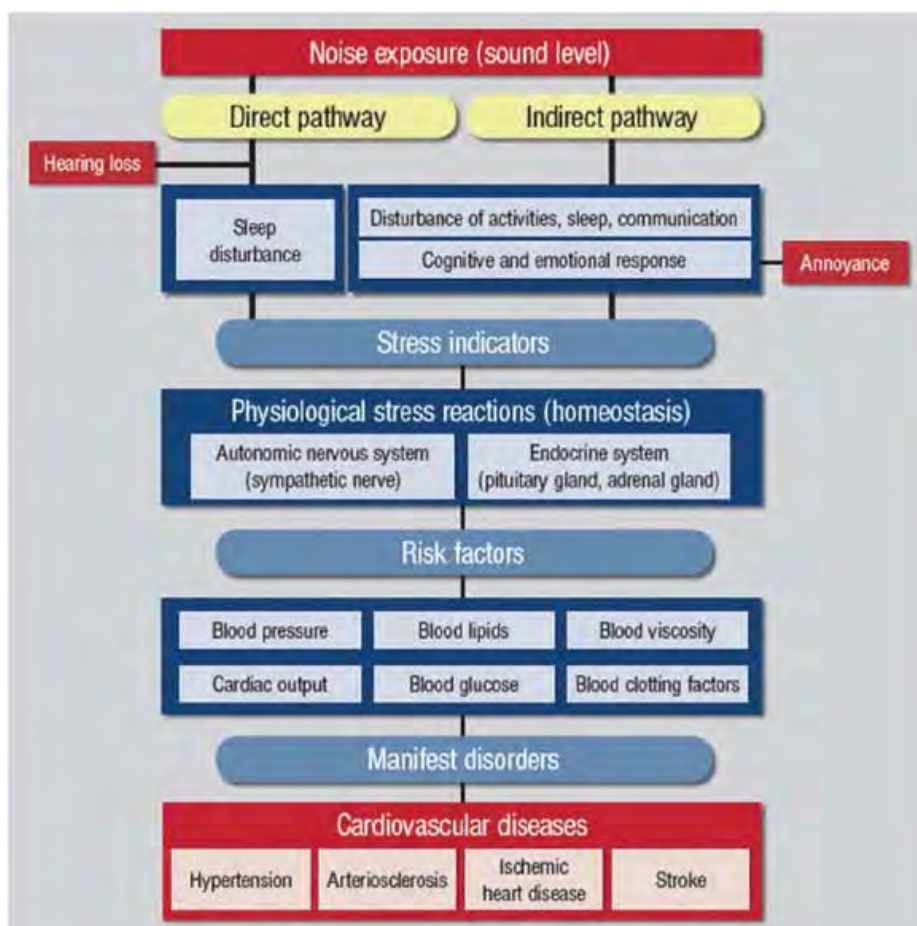 Noise exposure (sound level)
Direct pathway
Indirect pathway
Hearing loss
Sleep
disturbance
Disturbance of activities, sleep, communication
Cognitive and emotional response
Annoyance
Stress indicators
Physiological stress reactions (homeostasis)
Autonomic nervous system
(sympathetic nerve)
Endocrine system
(pituitary gland, adrenal gland)
Risk factors
Blood pressure
Blood lipids
Blood viscosity
Cardiac output
Blood glucose
Blood clotting factors
Manifest disorders
Cardiovascular diseases
Hypertension
Arteriosclerosis
Ischemic
heart disease
Stroke